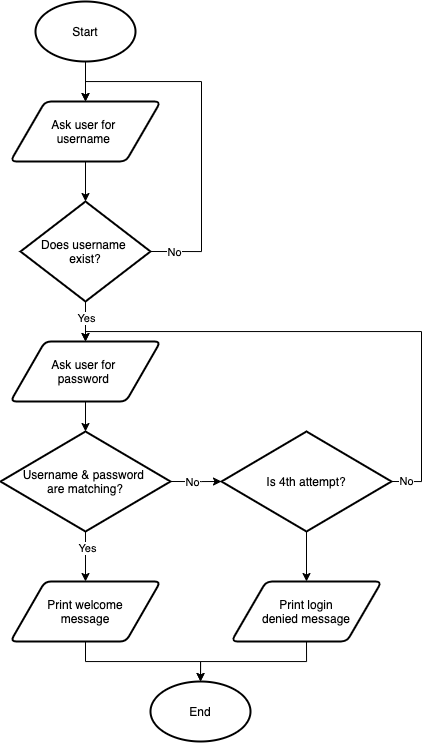 Start
Ask user for
username
Does username
exist?
No
Yes
Ask user for
password
Username & password
are matching?
No
Is 4th attempt?
No
Yes
Print welcome
message
Print login
denied message
End